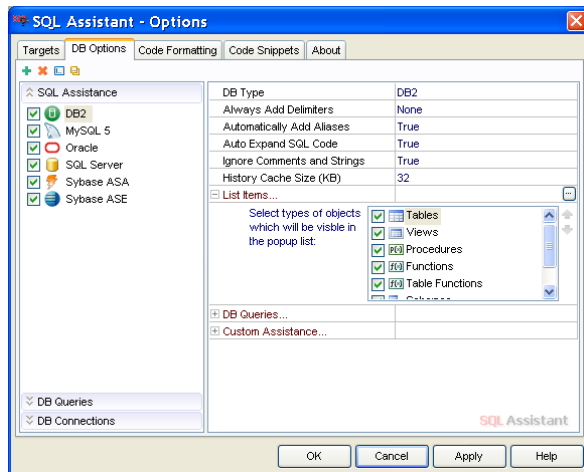 SQL Assistant - Options
Targets DB Options Code Formatting Code Snippets About
SQL Assistance
DB2
MySQL 5
Oracle
SQL Server
Sybase ASA
Sybase ASE
DB Queries
DB Connections
DB Type DB2
Always Add Delimiters None
Automatically Add Aliases True
Auto Expand SQL Code True
Ignore Comments and Strings True
History Cache Size (KB) 32
List Items... ...
Select types of objects
which will be visble in
the popup list:
Tables
Views
P(x) Procedures
f(x) Functions
f(x) Table Functions
DB Queries...
Custom Assistance...
SQL Assistant
OK Cancel Apply Help